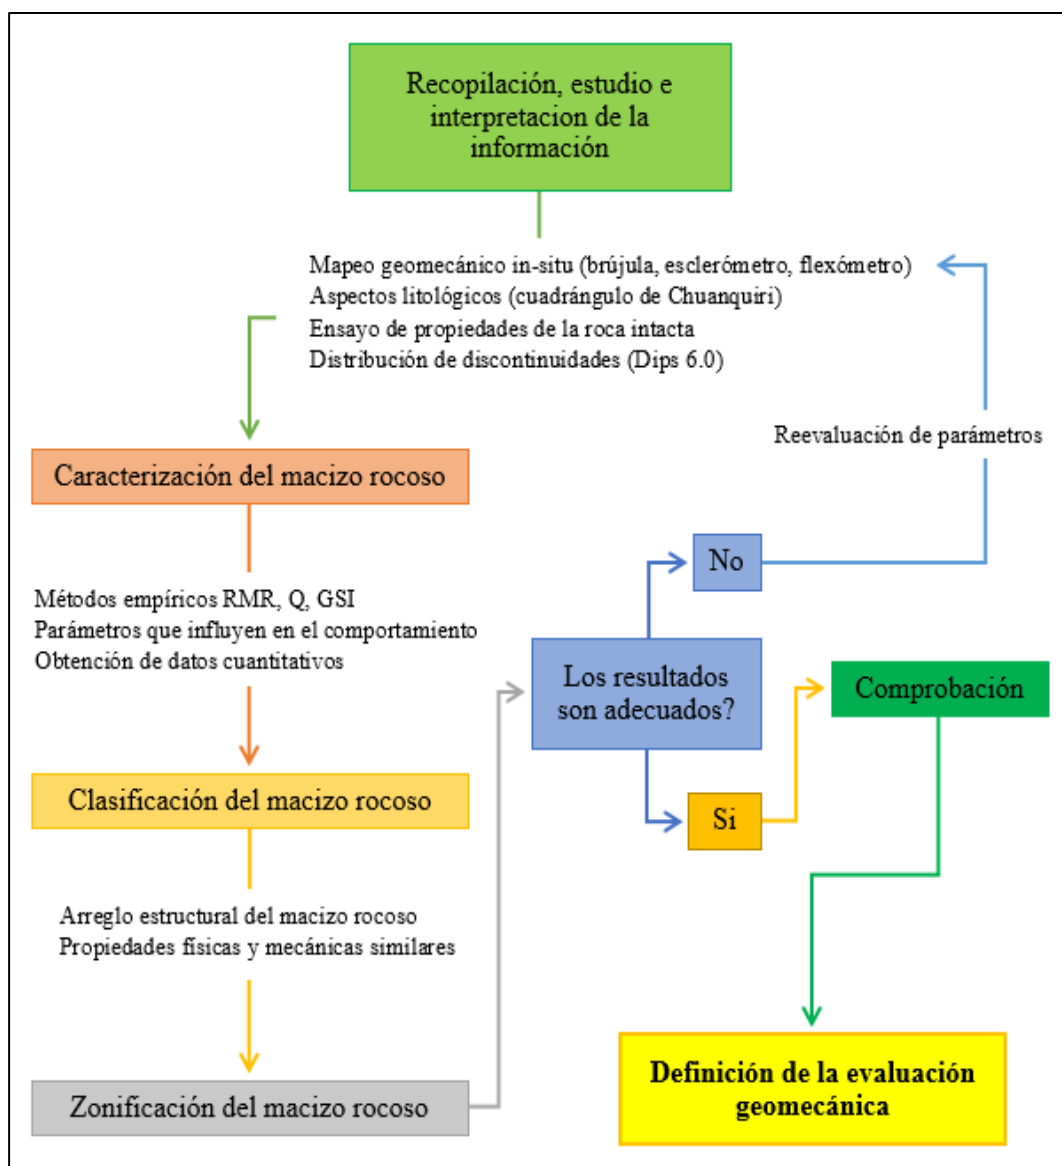 Recopilación, estudio e
interpretacion de la
información
Mapeo geomecánico in-situ (brújula, esclerómetro, flexómetro)
Aspectos litológicos (cuadrángulo de Chuanquiri)
Ensayo de propiedades de la roca intacta
Distribución de discontinuidades (Dips 6.0)
Reevaluación de parámetros
Caracterización del macizo rocoso
Métodos empíricos RMR, Q, GSI
Parámetros que influyen en el comportamiento
Obtención de datos cuantitativos
Clasificación del macizo rocoso
Arreglo estructural del macizo rocoso
Propiedades físicas y mecánicas similares
Zonificación del macizo rocoso
Los resultados
son adecuados?
No
Si
Comprobación
Definición de la evaluación
geomecánica